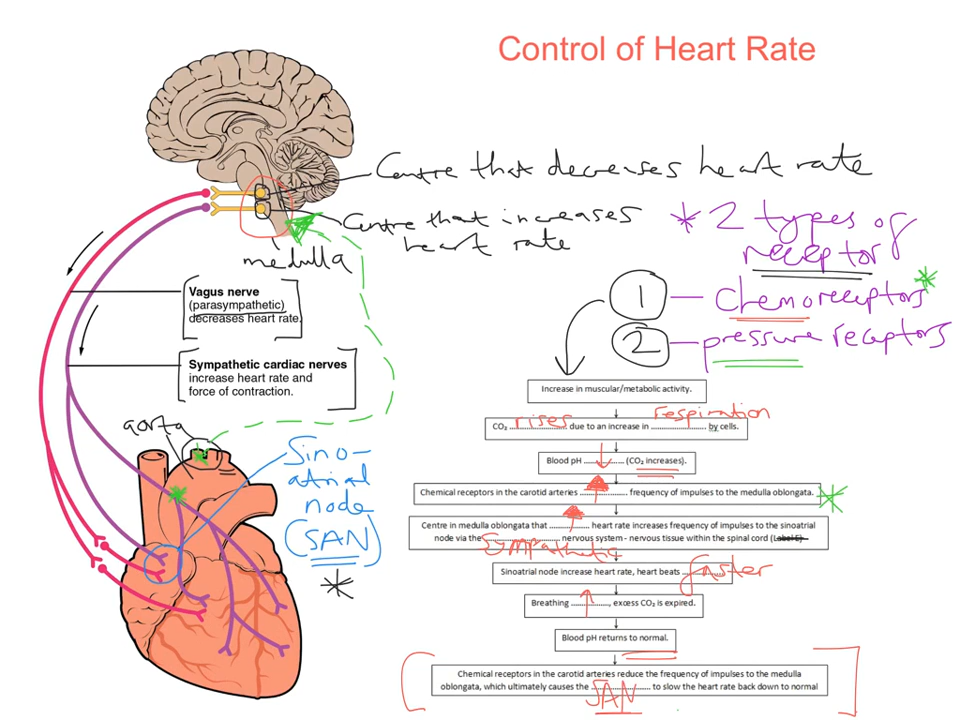 Control of Heart Rate
Centre that decreases heart rate
Centre that increases
heart rate
medulla
* 2 types of
receptor
Vagus nerve
(parasympathetic)
decreases heart rate.
1 – chemoreceptors*
2 – pressure receptors
Sympathetic cardiac nerves
increase heart rate and
force of contraction.
aorta
Sino-
atrial
node
(SAN)
*
Increase in muscular/metabolic activity.
CO₂ rises due to an increase in respiration by cells.
Blood pH ↓ (CO₂ increases).
Chemical receptors in the carotid arteries ↑ frequency of impulses to the medulla oblongata. *
Centre in medulla oblongata that ↑ heart rate increases frequency of impulses to the sinoatrial
node via the Sympathetic nervous system - nervous tissue within the spinal cord (Label E)
Sinoatrial node increase heart rate, heart beats faster
Breathing ↑, excess CO₂ is expired.
Blood pH returns to normal.
Chemical receptors in the carotid arteries reduce the frequency of impulses to the medulla
oblongata, which ultimately causes the SAN to slow the heart rate back down to normal